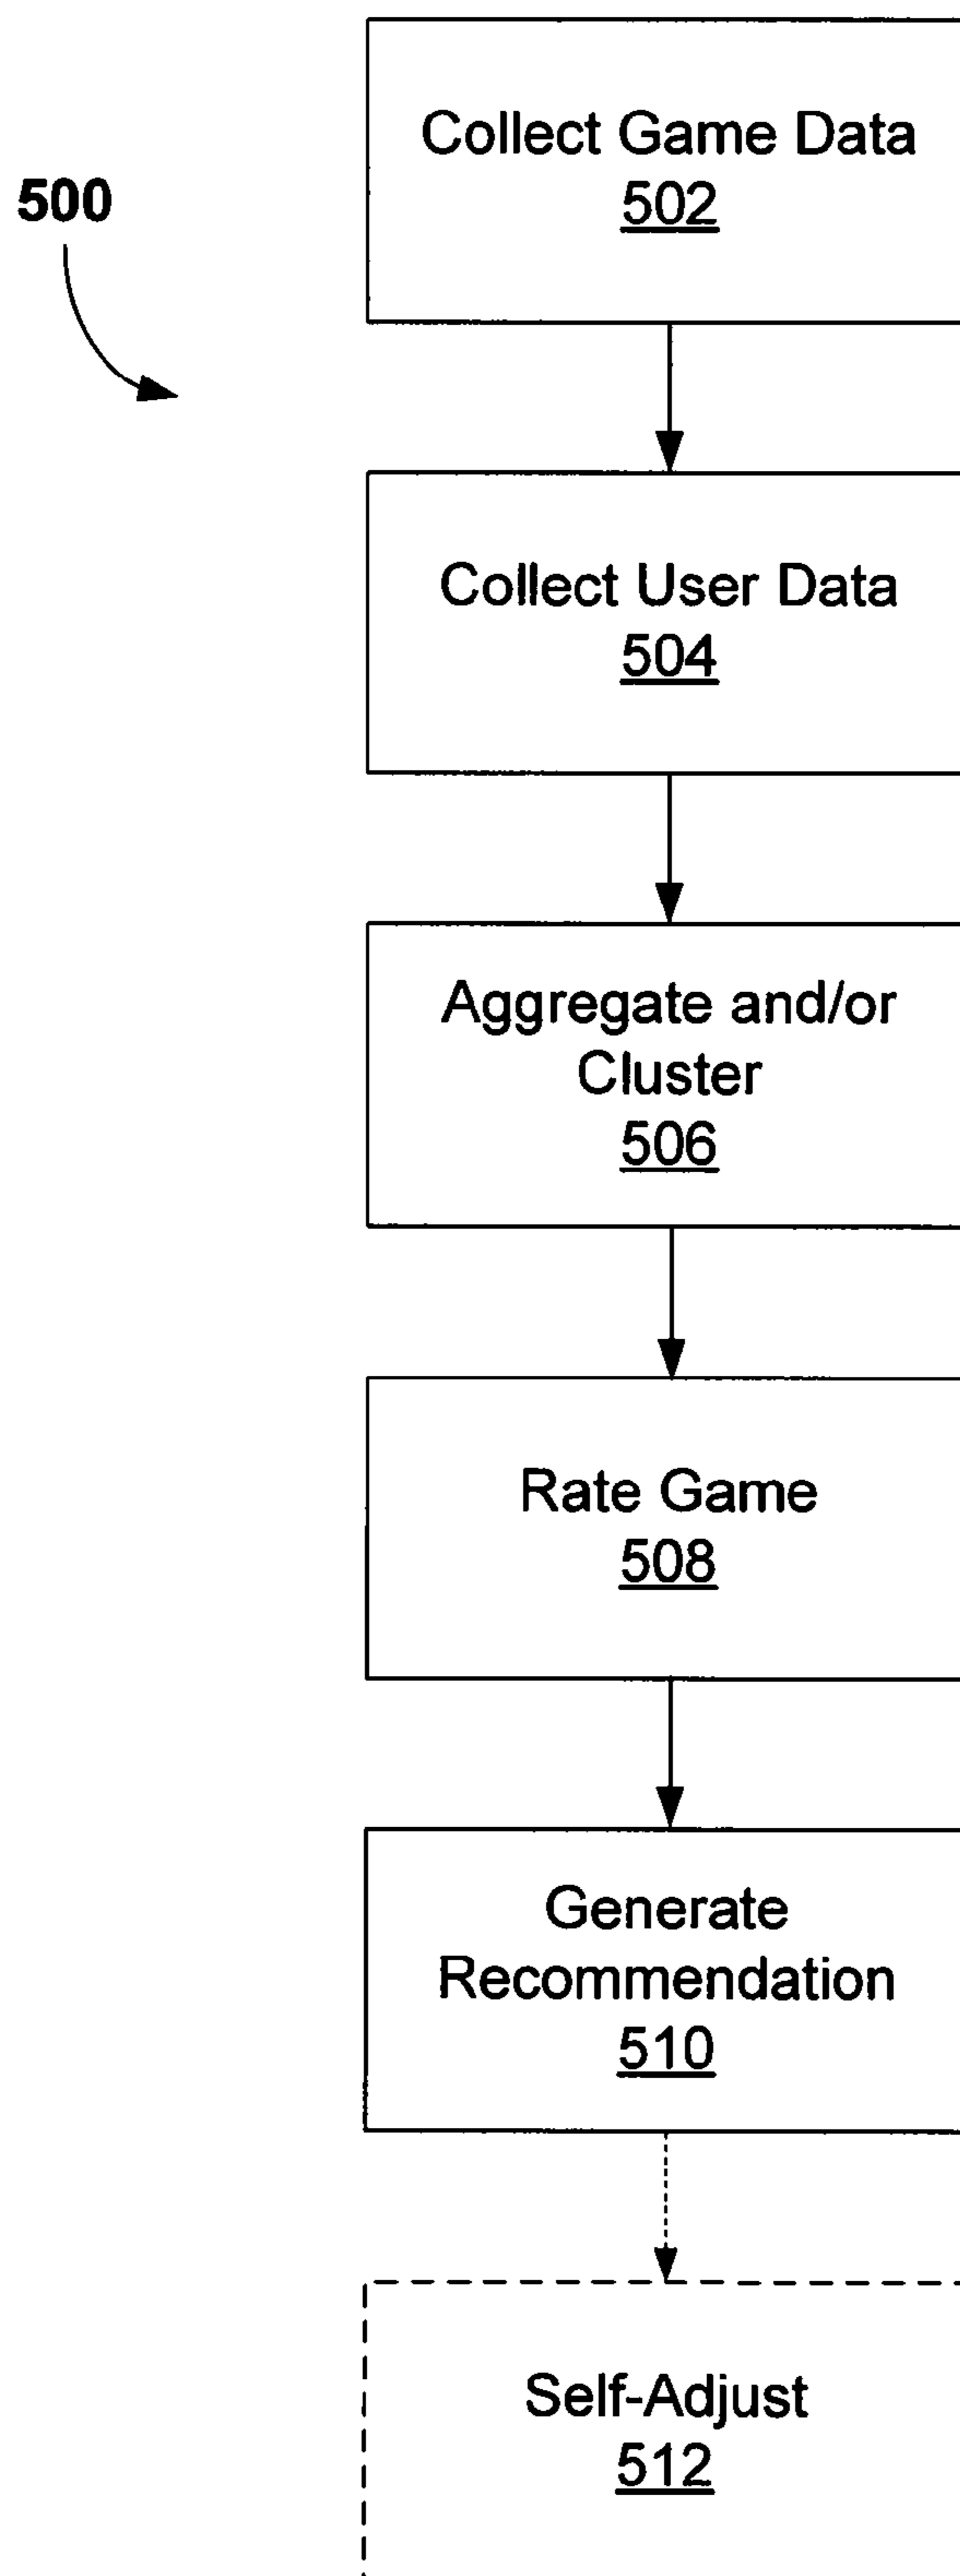 Collect Game Data
502
500
Collect User Data
504
Aggregate and/or
Cluster
506
Rate Game
508
Generate
Recommendation
510
Self-Adjust
512